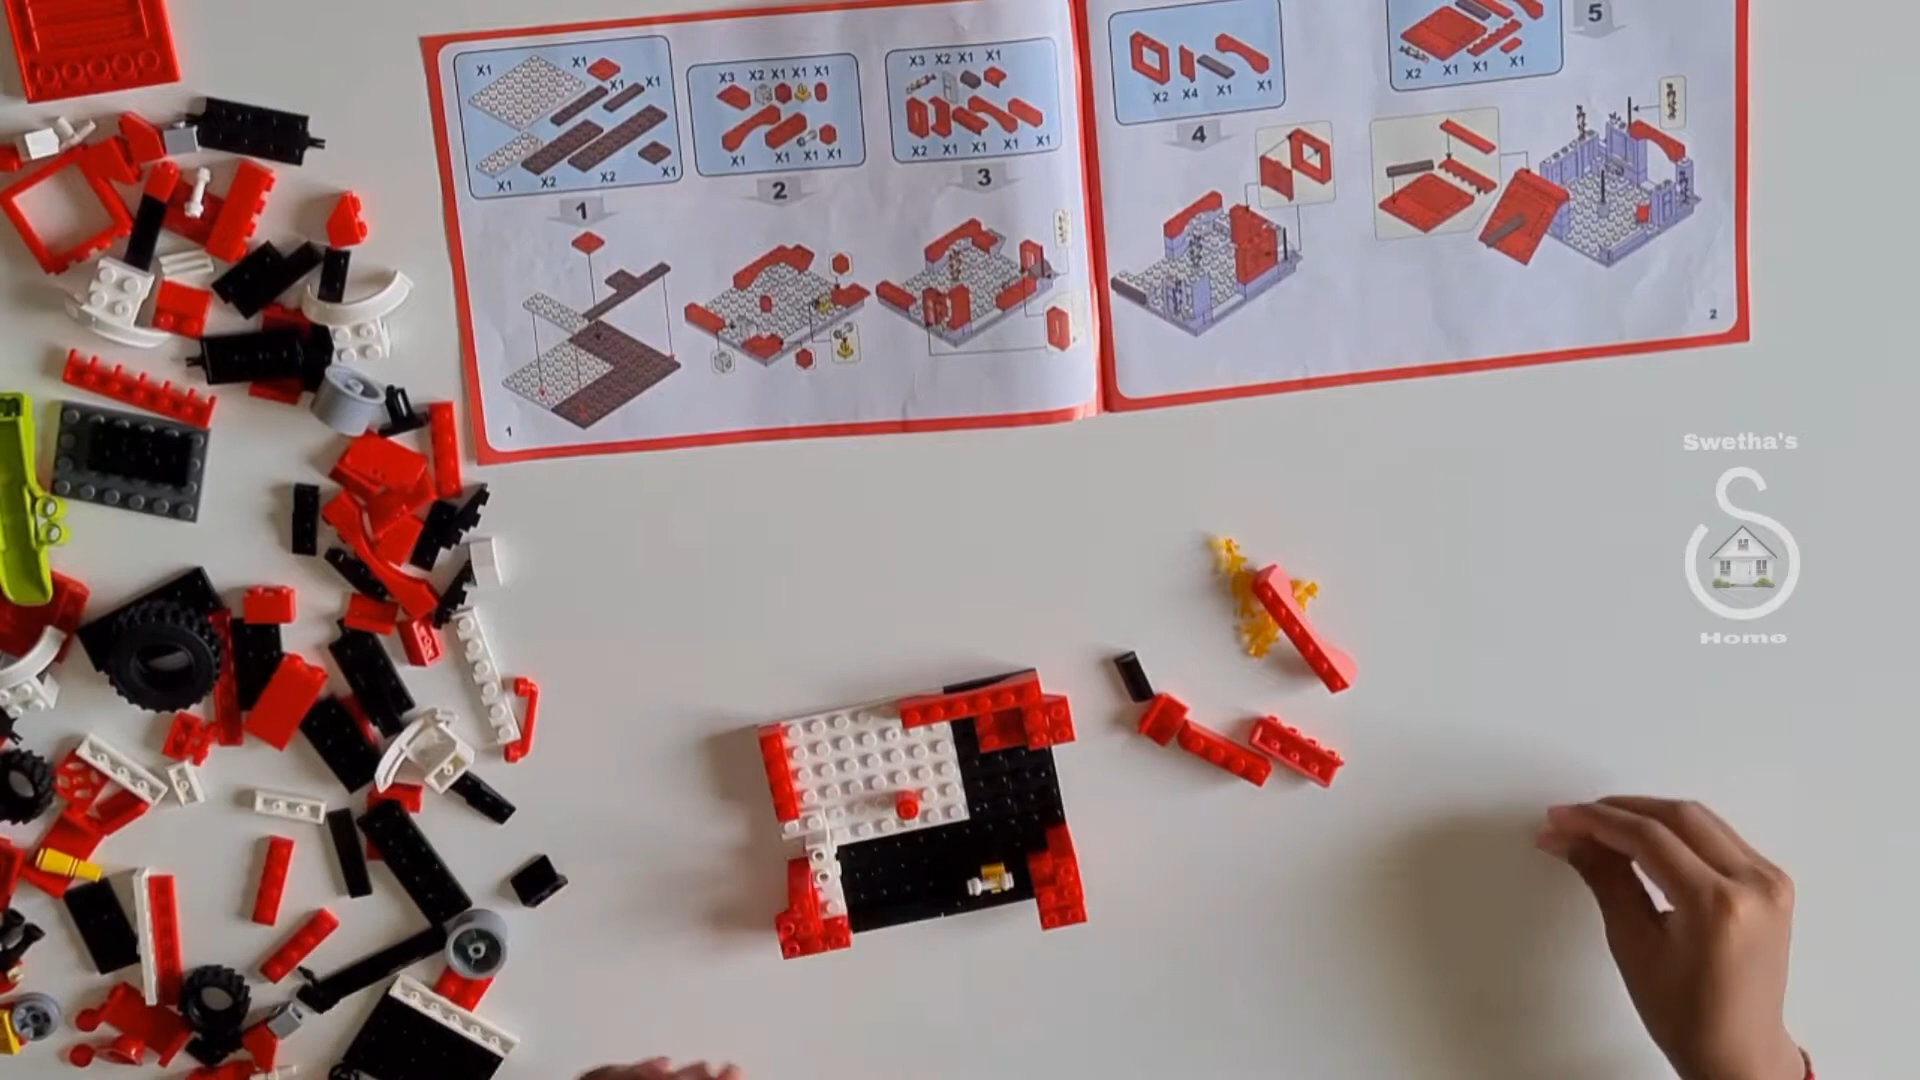 X1 X1
X1 X1
X1 X2 X2 X1
1
X3 X2 X1 X1 X1
X1 X1 X1 X1
2
X3 X2 X1 X1
X2 X1 X1 X1 X1
3
1
X2 X4 X1 X1
4
X2 X1 X1 X1
5
2
Swetha's
S
Home